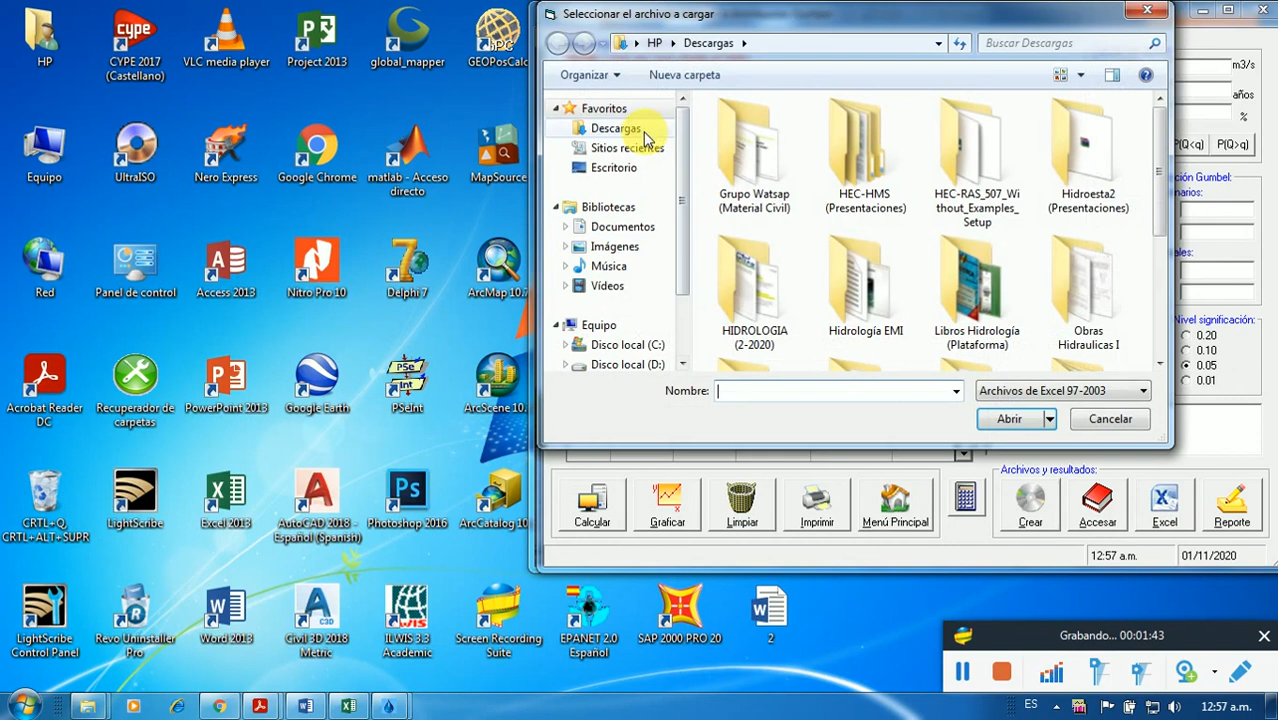 HP
CYPE 2017
(Castellano)
VLC media player
Project 2013
global_mapper
GEOPosCalc
Equipo
UltraISO
Nero Express
Google Chrome
matlab - Acceso
directo
MapSource
Red
Panel de control
Access 2013
Nitro Pro 10
Delphi 7
ArcMap 10.
Acrobat Reader
DC
Recuperador de
carpetas
PowerPoint 2013
Google Earth
PSeInt
ArcScene 10.
CRTL+Q,
CRTL+ALT+SUPR
LightScribe
Excel 2013
AutoCAD 2018 -
Español (Spanish)
Photoshop 2016
ArcCatalog 10
LightScribe
Control Panel
Revo Uninstaller
Pro
Word 2013
Civil 3D 2018
Metric
ILWIS 3.3
Academic
Screen Recording
Suite
EPANET 2.0
Español
SAP 2000 PRO 20
2
Seleccionar el archivo a cargar
HP
Descargas
Buscar Descargas
Organizar
Nueva carpeta
Favoritos
Descargas
Sitios recientes
Escritorio
Bibliotecas
Documentos
Imágenes
Música
Vídeos
Equipo
Disco local (C:)
Disco local (D:)
Grupo Watsap
(Material Civil)
HEC-HMS
(Presentaciones)
HEC-RAS_507_Wi
thout_Examples_
Setup
Hidroesta2
(Presentaciones)
HIDROLOGIA
(2-2020)
Hidrología EMI
Libros Hidrología
(Plataforma)
Obras
Hidraulicas I
Nombre:
Archivos de Excel 97-2003
Abrir
Cancelar
m3/s
años
%
P(Q<q)
P(Q>q)
ción Gumbel:
narios:
ales:
Nivel significación:
0.20
0.10
0.05
0.01
Archivos y resultados:
Calcular
Graficar
Limpiar
Imprimir
Menú Principal
Crear
Accesar
Excel
Reporte
12:57 a.m.
01/11/2020
Grabando... 00:01:43
ES
12:57 a.m.